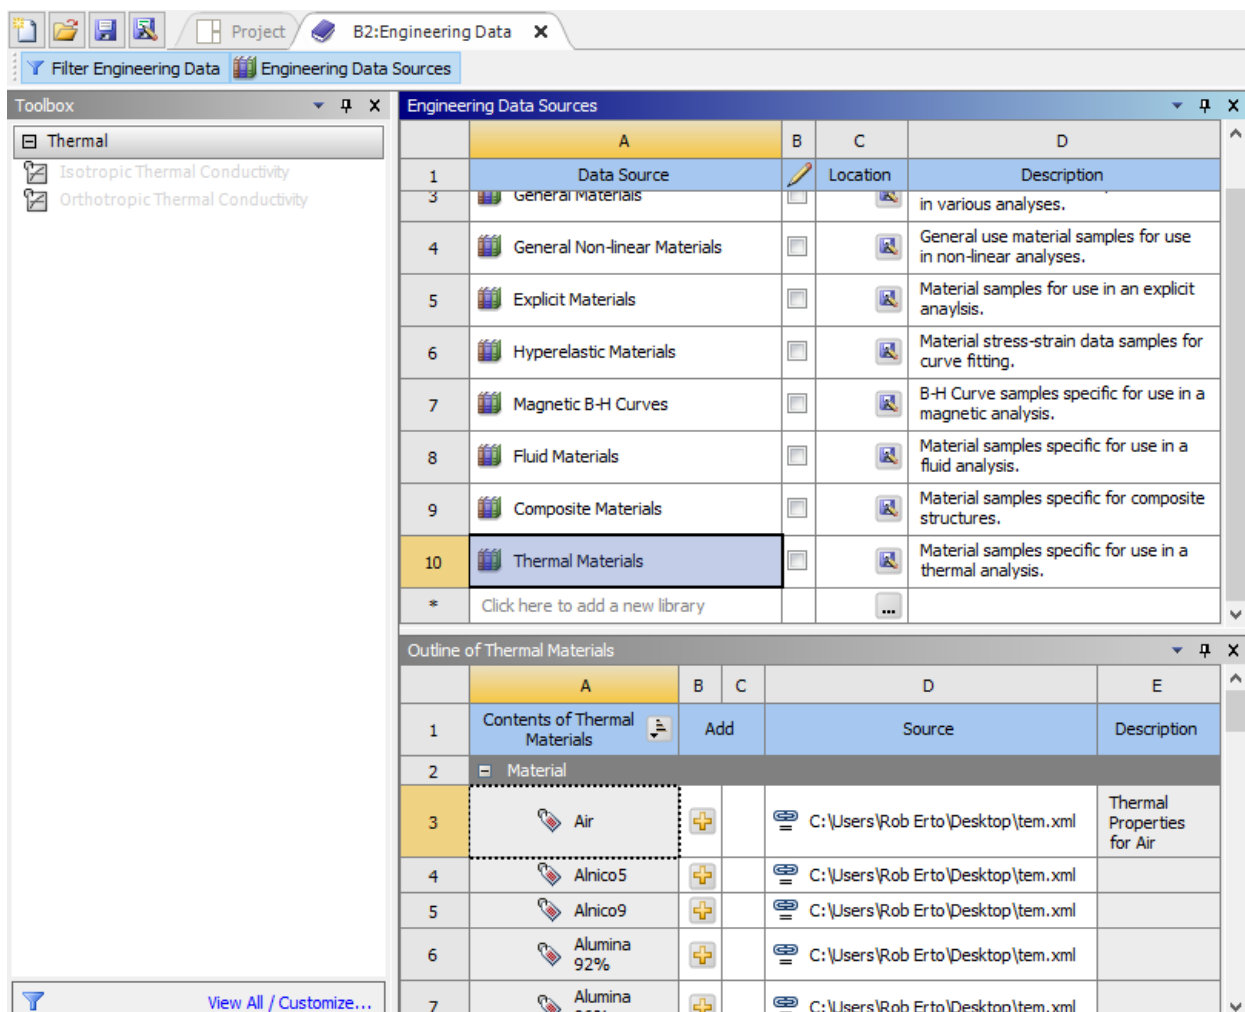 Project
B2:Engineering Data
Filter Engineering Data
Engineering Data Sources
Toolbox
Thermal
Isotropic Thermal Conductivity
Orthotropic Thermal Conductivity
View All / Customize...
Engineering Data Sources
A B C D
1 Data Source Location Description
3 General Materials in various analyses.
4 General Non-linear Materials General use material samples for use
in non-linear analyses.
5 Explicit Materials Material samples for use in an explicit
anaylsis.
6 Hyperelastic Materials Material stress-strain data samples for
curve fitting.
7 Magnetic B-H Curves B-H Curve samples specific for use in a
magnetic analysis.
8 Fluid Materials Material samples specific for use in a
fluid analysis.
9 Composite Materials Material samples specific for composite
structures.
10 Thermal Materials Material samples specific for use in a
thermal analysis.
* Click here to add a new library ...
Outline of Thermal Materials
A B C D E
1 Contents of Thermal
Materials Add Source Description
2 Material
3 Air C:\Users\Rob Erto\Desktop\tem.xml Thermal
Properties
for Air
4 Alnico5 C:\Users\Rob Erto\Desktop\tem.xml
5 Alnico9 C:\Users\Rob Erto\Desktop\tem.xml
6 Alumina
92% C:\Users\Rob Erto\Desktop\tem.xml
7 Alumina C:\Users\Rob Erto\Desktop\tem.xml